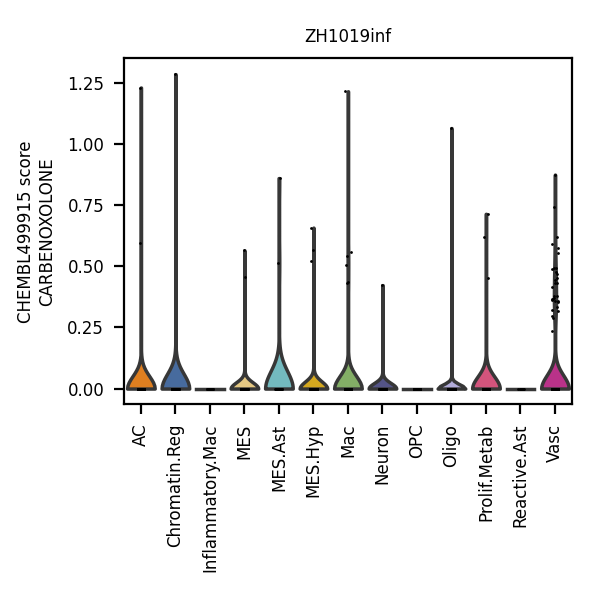 ZH1019inf
CHEMBL499915 score
CARBENOXOLONE
1.25
1.00
0.75
0.50
0.25
0.00
AC
Chromatin.Reg
Inflammatory.Mac
MES
MES.Ast
MES.Hyp
Mac
Neuron
OPC
Oligo
Prolif.Metab
Reactive.Ast
Vasc